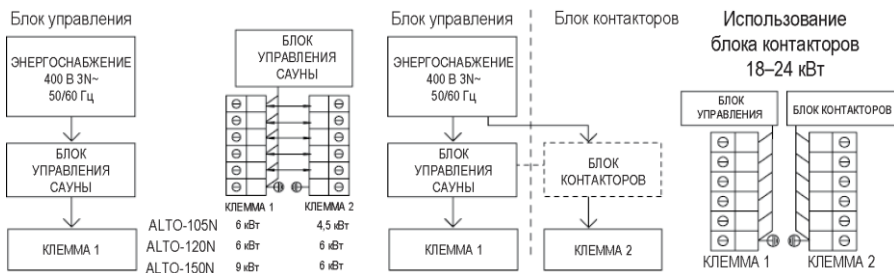 Блок управления
ЭНЕРГОСНАБЖЕНИЕ
400 В 3N~
50/60 Гц
БЛОК
УПРАВЛЕНИЯ
САУНЫ
КЛЕММА 1
БЛОК
УПРАВЛЕНИЯ
САУНЫ
КЛЕММА 1 КЛЕММА 2
ALTO-105N 6 кВт 4,5 кВт
ALTO-120N 6 кВт 6 кВт
ALTO-150N 9 кВт 6 кВт
Блок управления
ЭНЕРГОСНАБЖЕНИЕ
400 В 3N~
50/60 Гц
БЛОК
УПРАВЛЕНИЯ
САУНЫ
КЛЕММА 1
Блок контакторов
БЛОК
КОНТАКТОРОВ
КЛЕММА 2
Использование
блока контакторов
18–24 кВт
БЛОК
УПРАВЛЕНИЯ
БЛОК КОНТАКТОРОВ
КЛЕММА 1 КЛЕММА 2